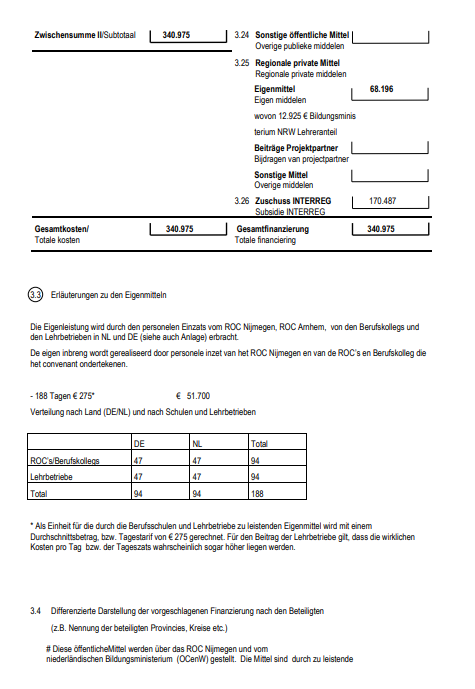 Zwischensumme II/Subtotaal 340.975 3.24 Sonstige öffentliche Mittel
Overige publieke middelen
3.25 Regionale private Mittel
Regionale private middelen
Eigenmittel 68.196
Eigen middelen
wovon 12.925 € Bildungsminis
terium NRW Lehreranteil
Beiträge Projektpartner
Bijdragen van projectpartner
Sonstige Mittel
Overige middelen
3.26 Zuschuss INTERREG 170.487
Subsidie INTERREG
Gesamtkosten/ 340.975 Gesamtfinanzierung 340.975
Totale kosten Totale financiering
3.3 Erläuterungen zu den Eigenmitteln
Die Eigenleistung wird durch den personelen Einzats vom ROC Nijmegen, ROC Arnhem, von den Berufskollegs und
den Lehrbetrieben in NL und DE (siehe auch Anlage) erbracht.
De eigen inbreng wordt gerealiseerd door personele inzet van het ROC Nijmegen en van de ROC's en Berufskolleg die
het convenant ondertekenen.
- 188 Tagen € 275* € 51.700
Verteilung nach Land (DE/NL) und nach Schulen und Lehrbetrieben
DE NL Total
ROC's/Berufskollegs 47 47 94
Lehrbetriebe 47 47 94
Total 94 94 188
* Als Einheit für die durch die Berufsschulen und Lehrbetriebe zu leistenden Eigenmittel wird mit einem
Durchschnittsbetrag, bzw. Tagestarif von € 275 gerechnet. Für den Beitrag der Lehrbetriebe gilt, dass die wirklichen
Kosten pro Tag bzw. der Tageszats wahrscheinlich sogar höher liegen werden.
3.4 Differenzierte Darstellung der vorgeschlagenen Finanzierung nach den Beteiligten
(z.B. Nennung der beteiligten Provincies, Kreise etc.)
# Diese öffentlicheMittel werden über das ROC Nijmegen und vom
niederländischen Bildungsministerium (OCenW) gestellt. Die Mittel sind durch zu leistende